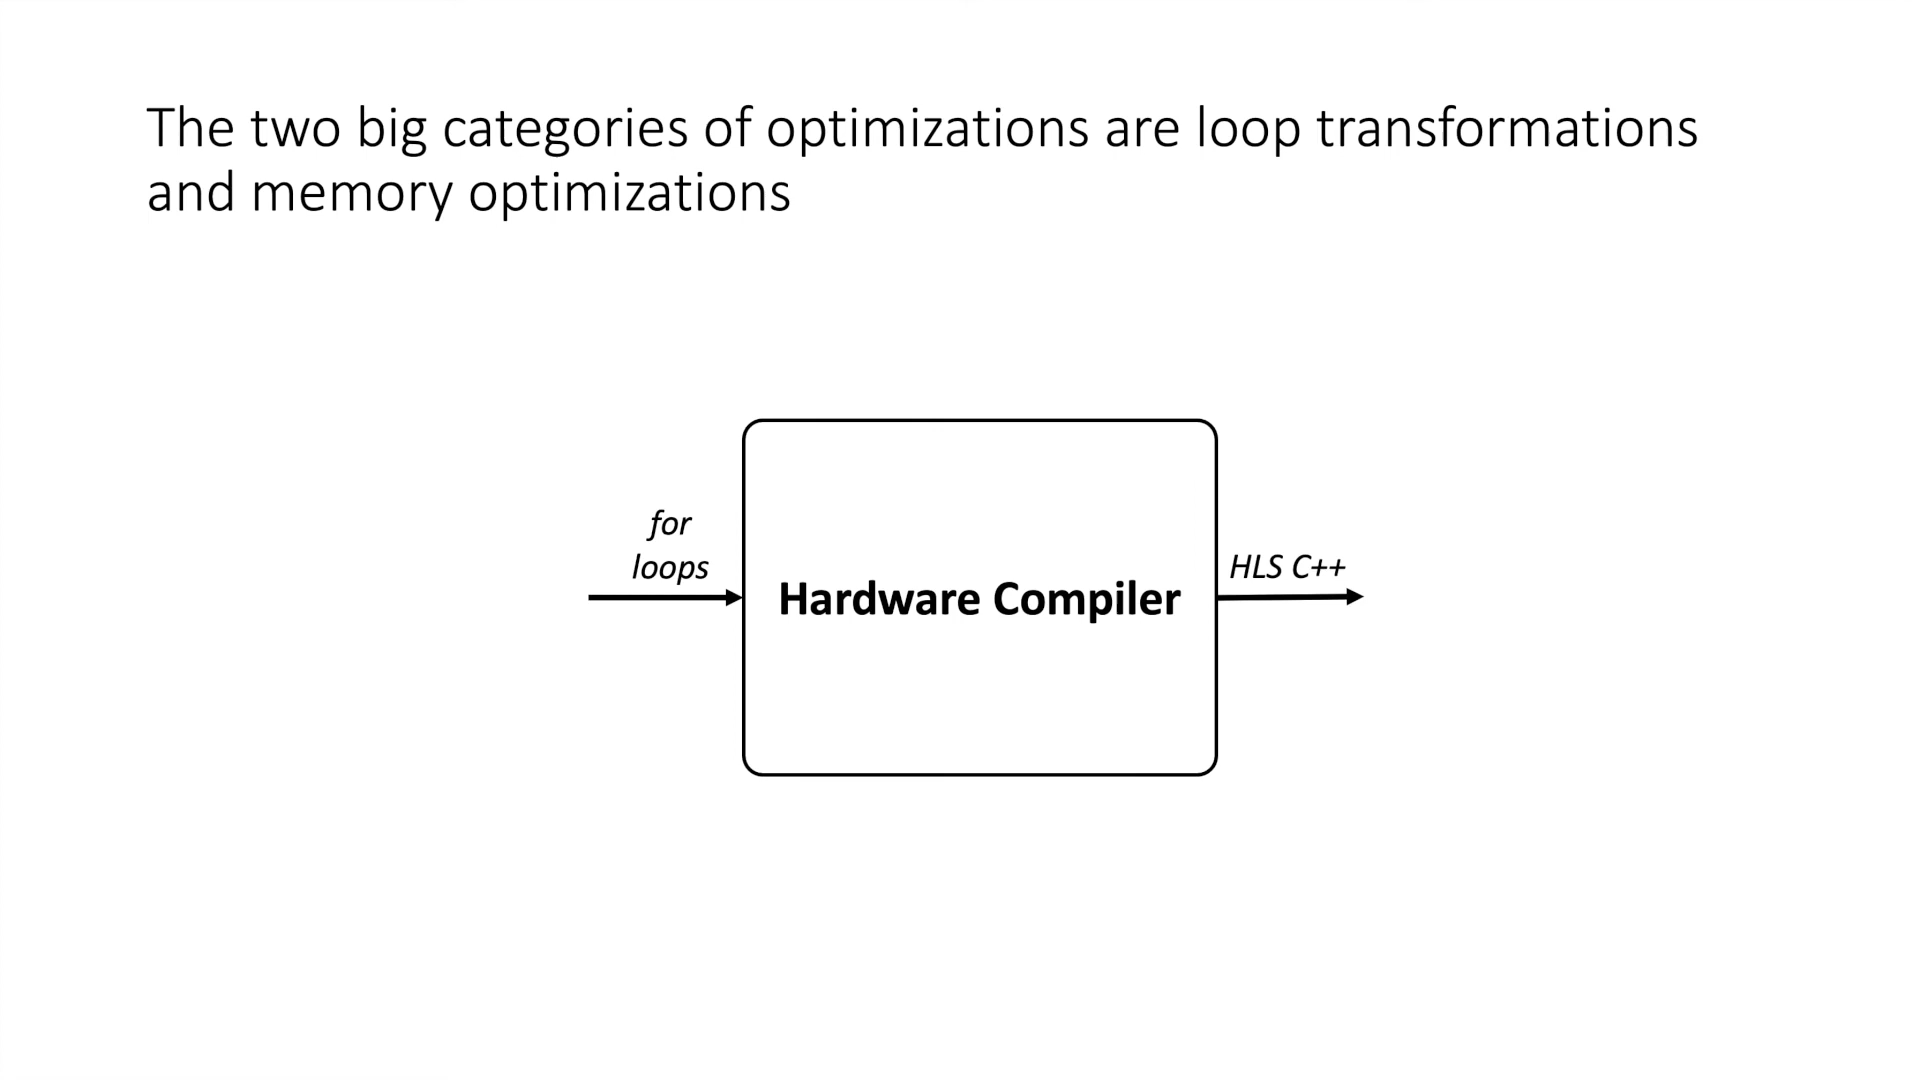 The two big categories of optimizations are loop transformations
and memory optimizations
for
loops
Hardware Compiler
HLS C++